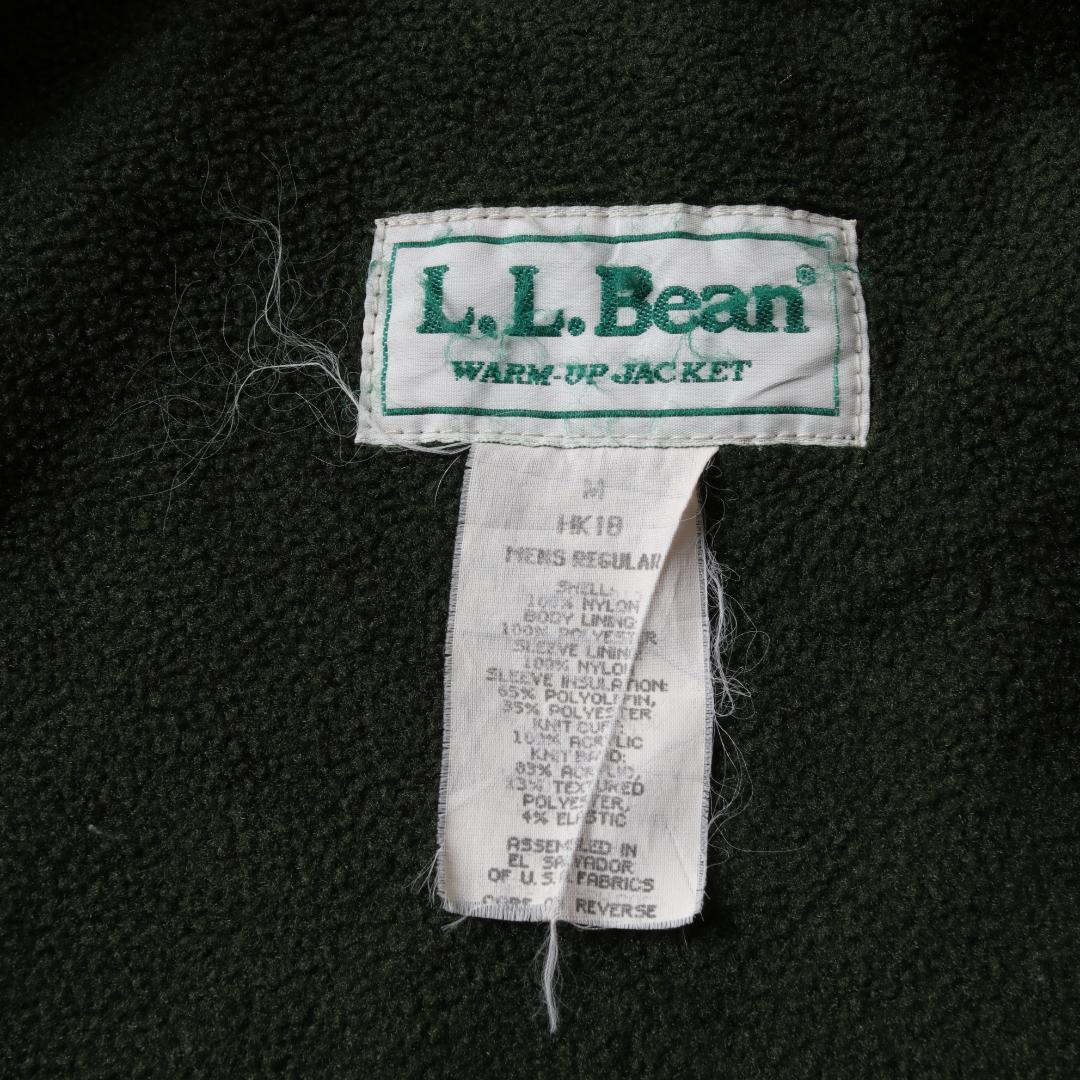 L.L.Bean®
WARM-UP JACKET
M
HK18
MENS REGULAR
SHELL:
100% NYLON
BODY LINING:
100% POLYESTER
SLEEVE LINING
100% NYLON
SLEEVE INSULATION:
65% POLYOLEFIN,
35% POLYESTER
KNIT CUFF:
100% ACRYLIC
KNIT BAND:
83% ACRYLIC,
13% TEXTURED
POLYESTER,
4% ELASTIC
ASSEMBLED IN
EL SALVADOR
OF U.S.A. FABRICS
CARE ON REVERSE